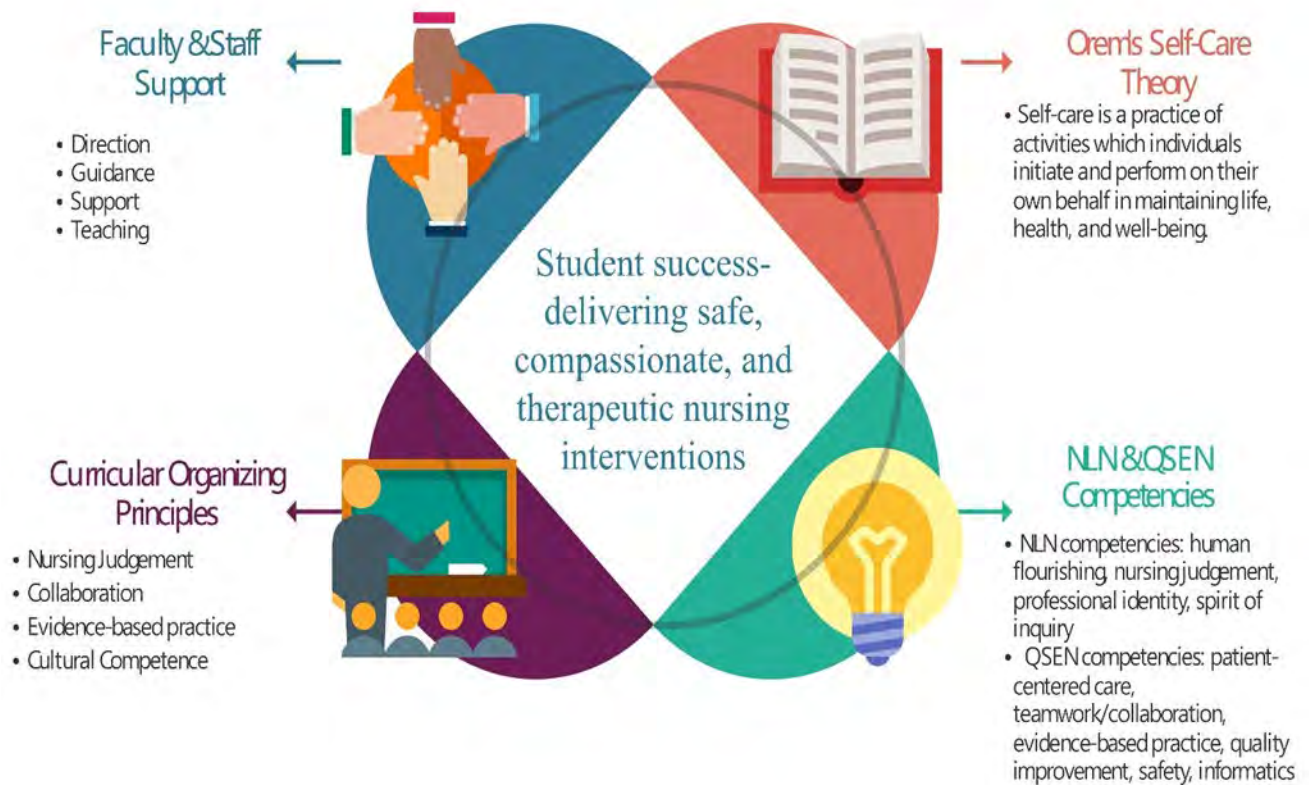 Faculty &Staff
Support
• Direction
• Guidance
• Support
• Teaching
Orem's Self-Care
Theory
• Self-care is a practice of
activities which individuals
initiate and perform on their
own behalf in maintaining life,
health, and well-being.
Student success-
delivering safe,
compassionate, and
therapeutic nursing
interventions
Curricular Organizing
Principles
• Nursing Judgement
• Collaboration
• Evidence-based practice
• Cultural Competence
NLN &QSEN
Competencies
• NLN competencies: human
flourishing, nursing judgement,
professional identity, spirit of
inquiry
• QSEN competencies: patient-
centered care,
teamwork/collaboration,
evidence-based practice, quality
improvement, safety, informatics